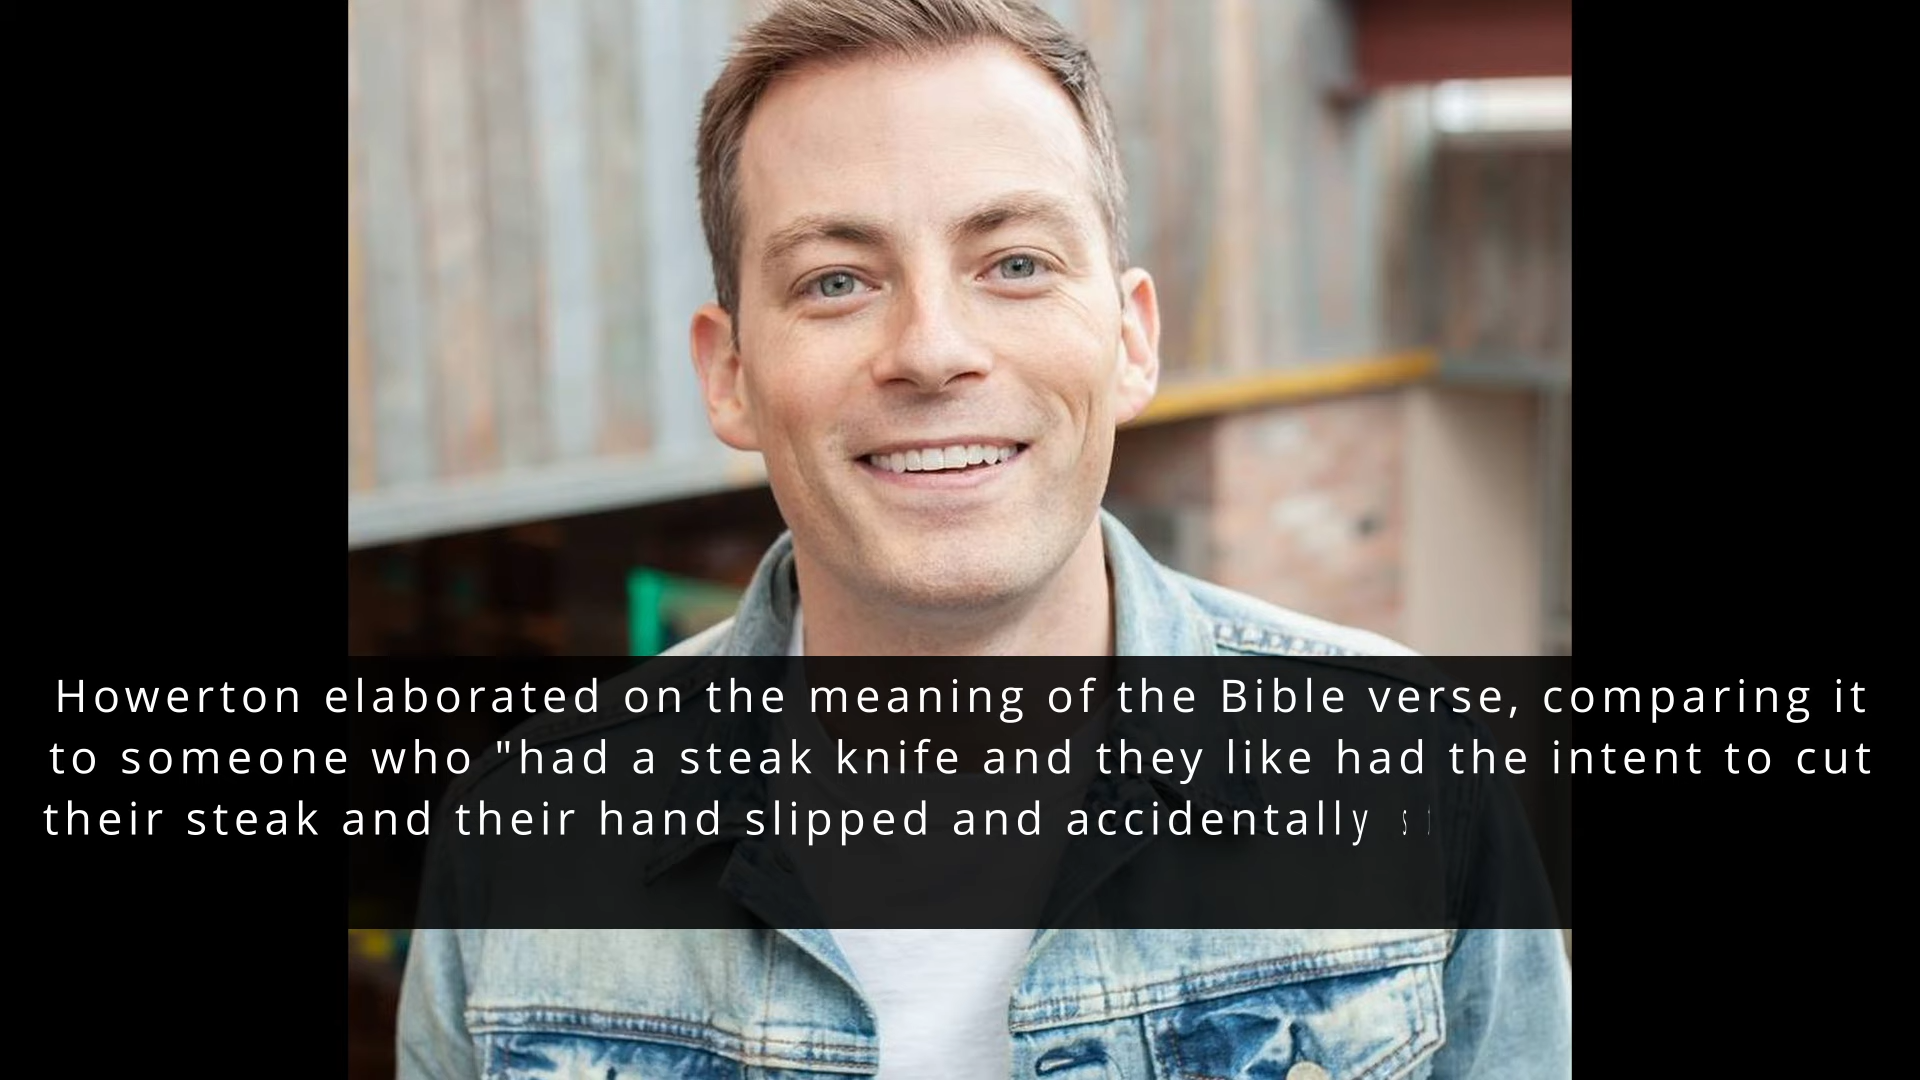 Howerton elaborated on the meaning of the Bible verse, comparing it
to someone who "had a steak knife and they like had the intent to cut
their steak and their hand slipped and accidentally